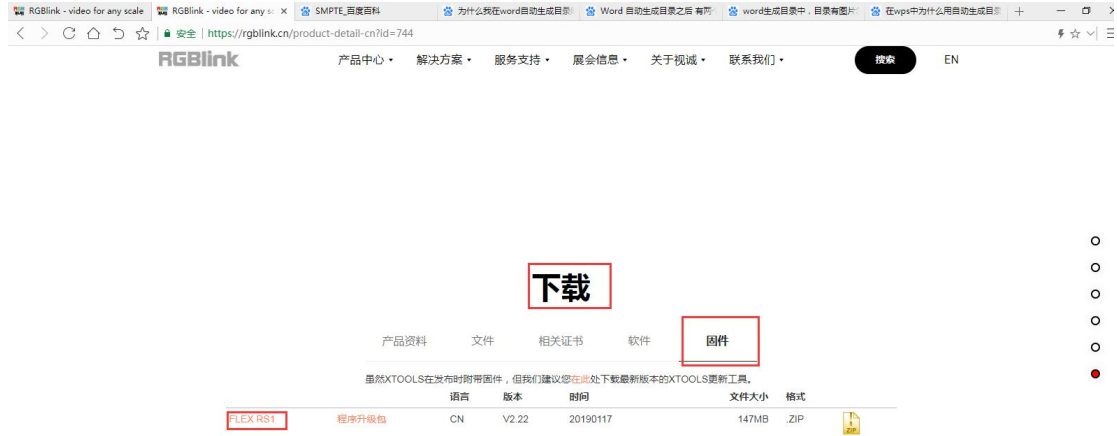 RGBlink - video for any scale RGBlink - video for any sc × SMPTE_百度百科 为什么我在word自动生成目录 Word 自动生成目录之后 有两 word生成目录中，目录有图片 在wps中为什么用自动生成目录
安全 https://rgblink.cn/product-detail-cn?id=744
RGBlink 产品中心 解决方案 服务支持 展会信息 关于视诚 联系我们 搜索 EN
下载
产品资料 文件 相关证书 软件 固件
虽然XTOOLS在发布时附带固件，但我们建议您在此处下载最新版本的XTOOLS更新工具。
语言 版本 时间 文件大小 格式
FLEX RS1 程序升级包 CN V2.22 20190117 147MB .ZIP ZIP